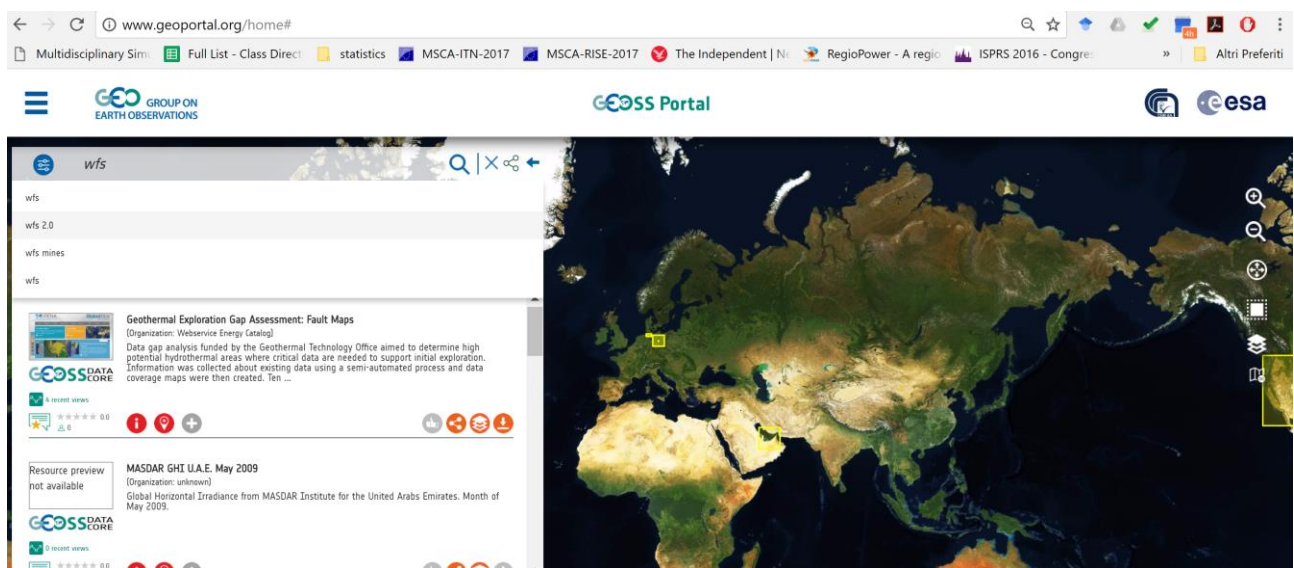 www.geoportal.org/home#
4h
Multidisciplinary Sim Full List - Class Direct statistics MSCA-ITN-2017 MSCA-RISE-2017 The Independent | Ne RegioPower - A regio ISPRS 2016 - Congres » Altri Preferiti
GEO GROUP ON
EARTH OBSERVATIONS
GEOSS Portal
esa
wfs
wfs
wfs 2.0
wfs mines
wfs
Geothermal Exploration Gap Assessment: Fault Maps
(Organization: Webservice Energy Catalog)
Data gap analysis funded by the Geothermal Technology Office aimed to determine high
potential hydrothermal areas where critical data are needed to support initial exploration.
Information was collected about existing data using a semi-automated process and data
coverage maps were then created. Ten ...
GEOSS DATA
CORE
4 recent views
0.0
0
Resource preview
not available
MASDAR GHI U.A.E. May 2009
(Organization: unknown)
Global Horizontal Irradiance from MASDAR Institute for the United Arabs Emirates. Month of
May 2009.
GEOSS DATA
CORE
0 recent views
0.0